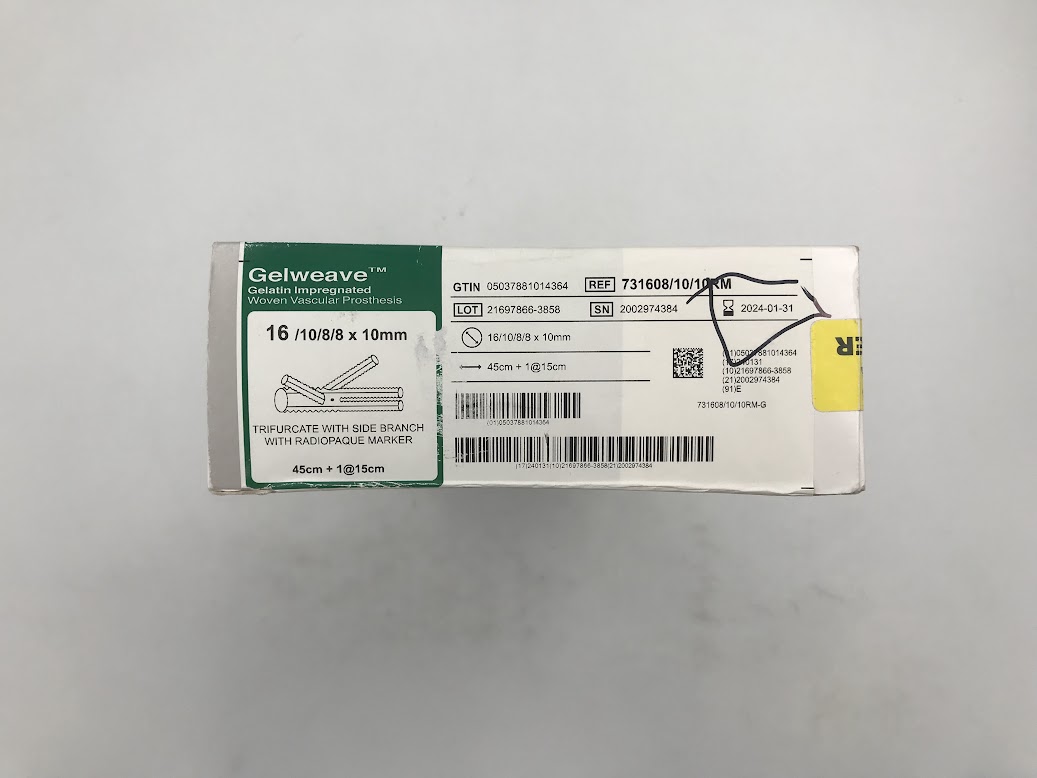 Gelweave™
Gelatin Impregnated
Woven Vascular Prosthesis
16 /10/8/8 x 10mm
TRIFURCATE WITH SIDE BRANCH
WITH RADIOPAQUE MARKER
45cm + 1@15cm
GTIN 05037881014364
REF 731608/10/10RM
LOT 21697866-3858
SN 2002974384
2024-01-31
16/10/8/8 x 10mm
45cm + 1@15cm
(01)05037881014364
(17)240131(10)21697866-3858(21)2002974384
(01)05037881014364
(17)240131
(10)21697866-3858
(21)2002974384
(91)E
731608/10/10RM-G
ER